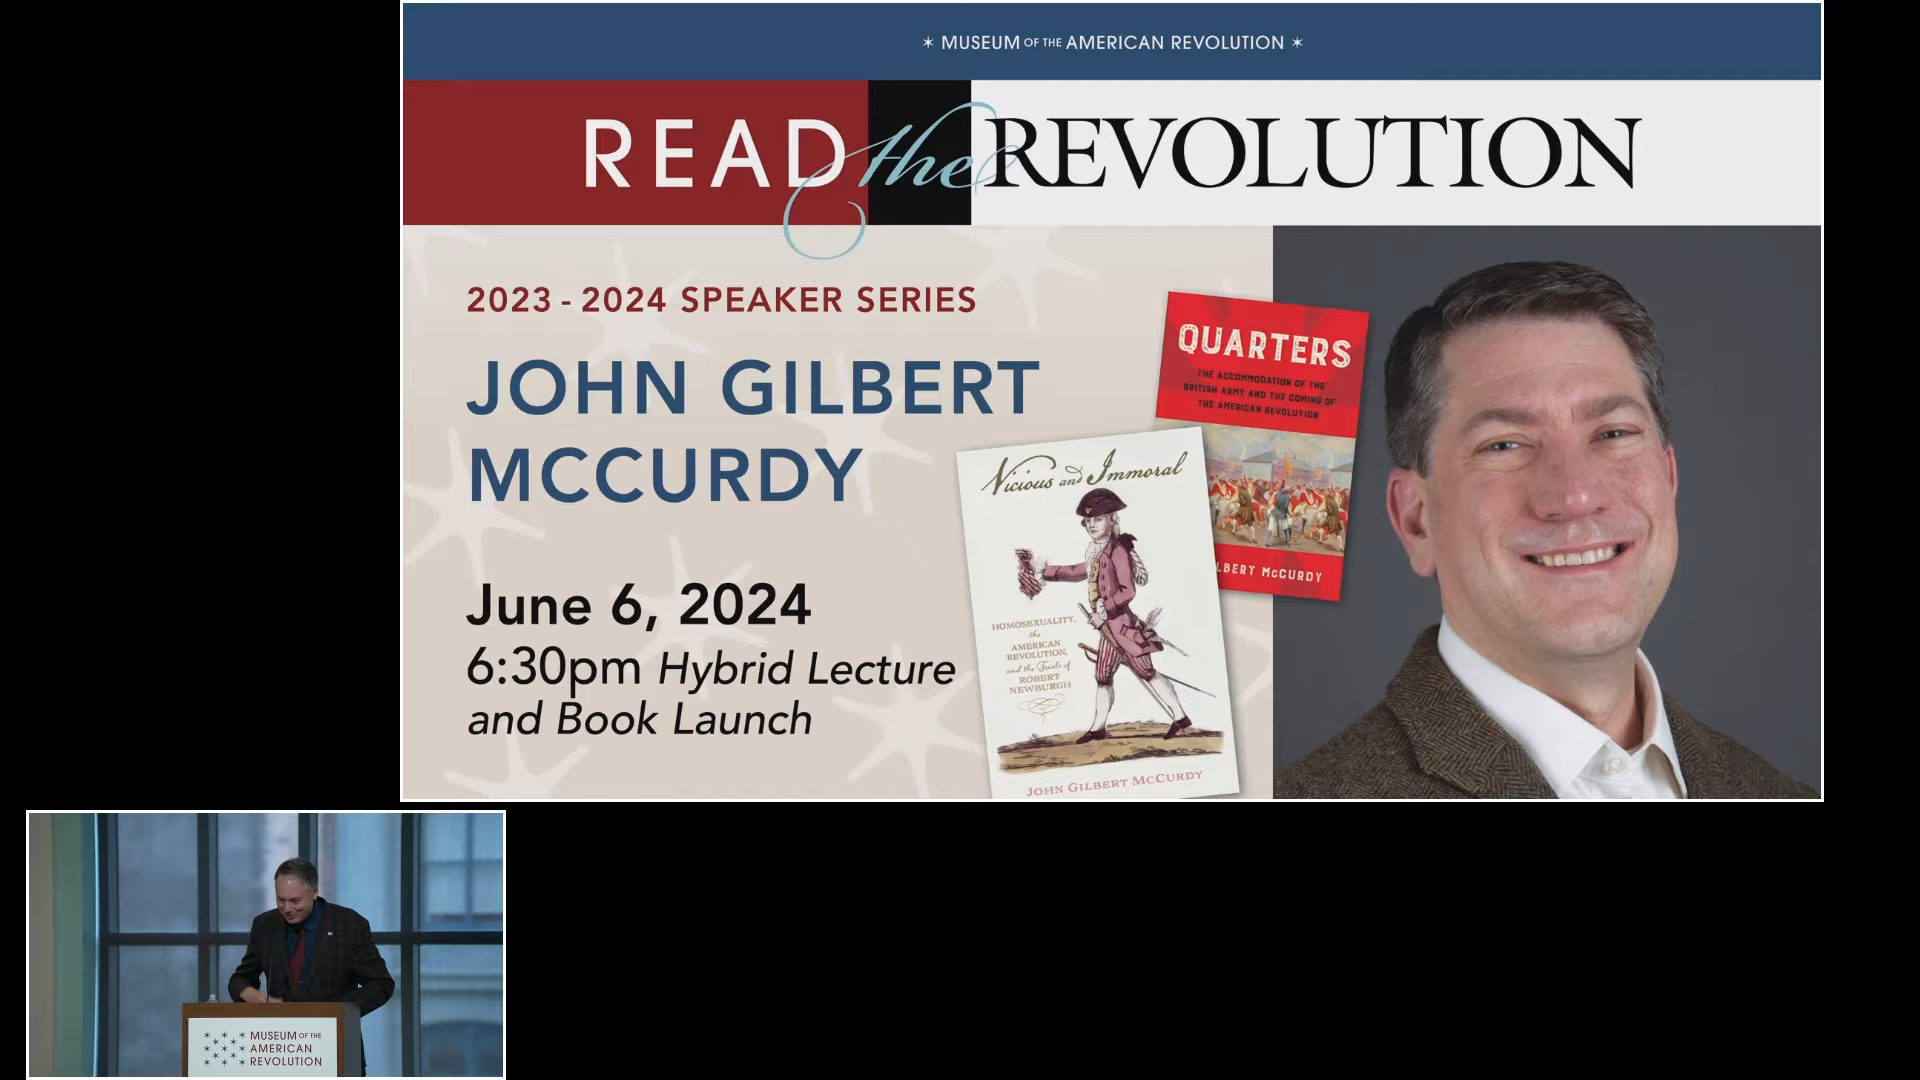 ✶ MUSEUM OF THE AMERICAN REVOLUTION ✶
READ the REVOLUTION
2023 - 2024 SPEAKER SERIES
JOHN GILBERT
MCCURDY
June 6, 2024
6:30pm Hybrid Lecture
and Book Launch
QUARTERS
THE ACCOMMODATION OF THE
BRITISH ARMY AND THE COMING OF
THE AMERICAN REVOLUTION
LBERT MCCURDY
Vicious and Immoral
HOMOSEXUALITY,
the
AMERICAN
REVOLUTION,
and the Trials of
ROBERT
NEWBURGH
JOHN GILBERT MCCURDY
MUSEUM OF THE
AMERICAN
REVOLUTION